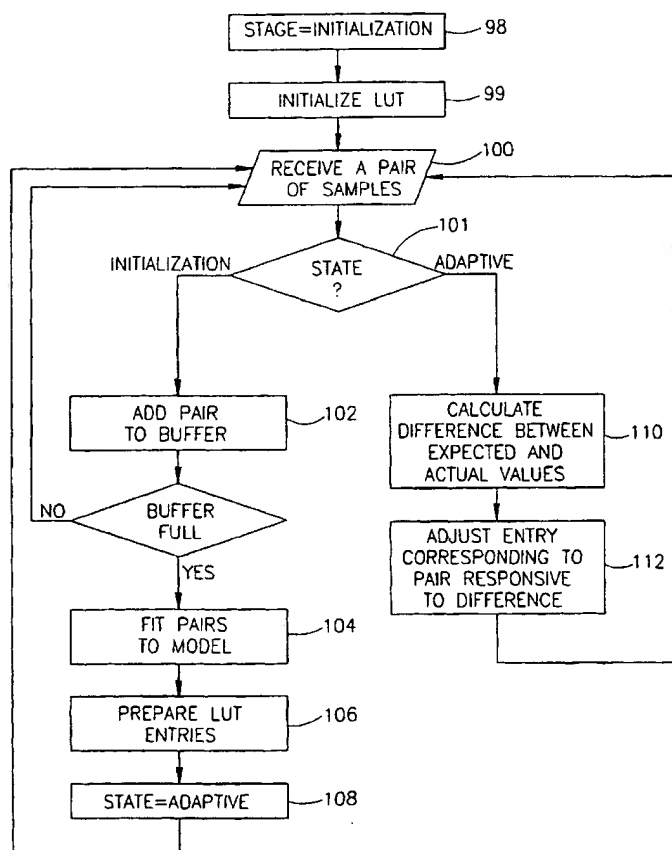 STAGE=INITIALIZATION
98
INITIALIZE LUT
99
RECEIVE A PAIR
OF SAMPLES
100
INITIALIZATION
STATE
?
101
ADAPTIVE
ADD PAIR
TO BUFFER
102
CALCULATE
DIFFERENCE BETWEEN
EXPECTED AND
ACTUAL VALUES
110
NO
BUFFER
FULL
YES
ADJUST ENTRY
CORRESPONDING TO
PAIR RESPONSIVE
TO DIFFERENCE
112
FIT PAIRS
TO MODEL
104
PREPARE LUT
ENTRIES
106
STATE=ADAPTIVE
108